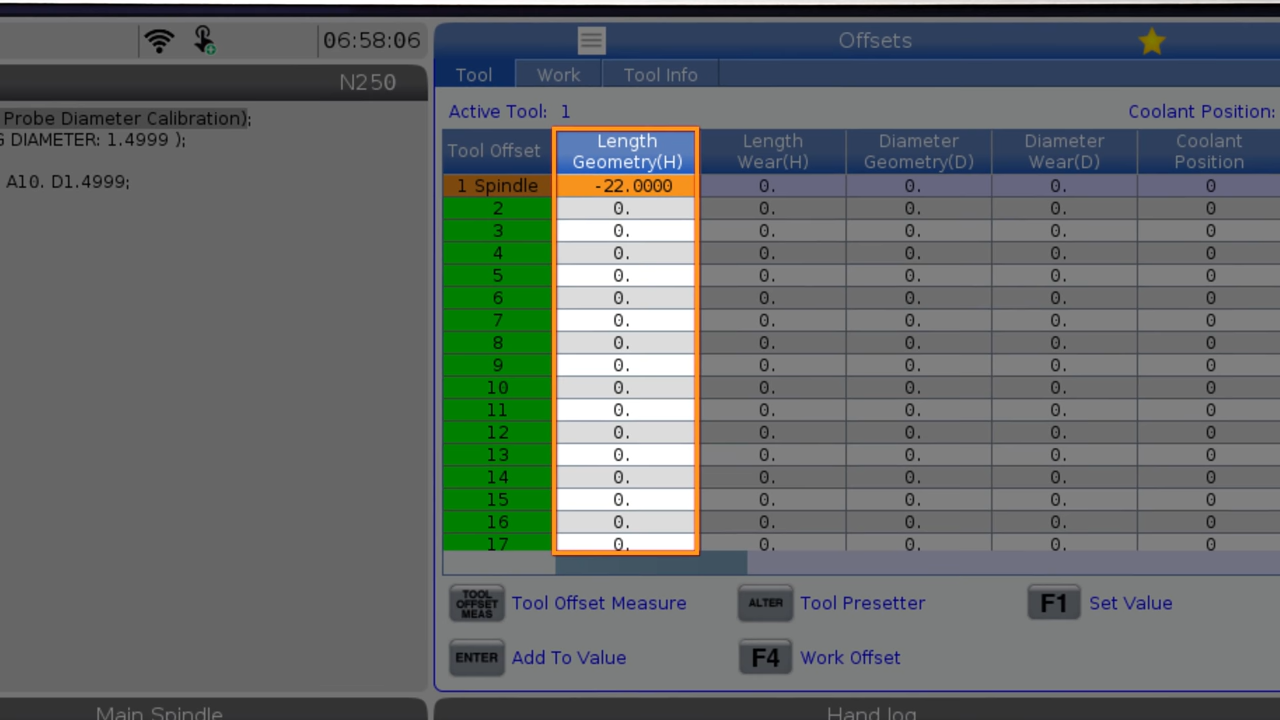 06:58:06
N250
Probe Diameter Calibration);
DIAMETER: 1.4999 );
A10. D1.4999;
Offsets
Tool Work Tool Info
Active Tool: 1 Coolant Position:
Tool Offset Length Geometry(H) Length Wear(H) Diameter Geometry(D) Diameter Wear(D) Coolant Position
1 Spindle -22.0000 0. 0. 0. 0
2 0. 0. 0. 0. 0
3 0. 0. 0. 0. 0
4 0. 0. 0. 0. 0
5 0. 0. 0. 0. 0
6 0. 0. 0. 0. 0
7 0. 0. 0. 0. 0
8 0. 0. 0. 0. 0
9 0. 0. 0. 0. 0
10 0. 0. 0. 0. 0
11 0. 0. 0. 0. 0
12 0. 0. 0. 0. 0
13 0. 0. 0. 0. 0
14 0. 0. 0. 0. 0
15 0. 0. 0. 0. 0
16 0. 0. 0. 0. 0
17 0. 0. 0. 0. 0
TOOL OFFSET MEAS Tool Offset Measure ALTER Tool Presetter F1 Set Value
ENTER Add To Value F4 Work Offset
Main Spindle Hand log